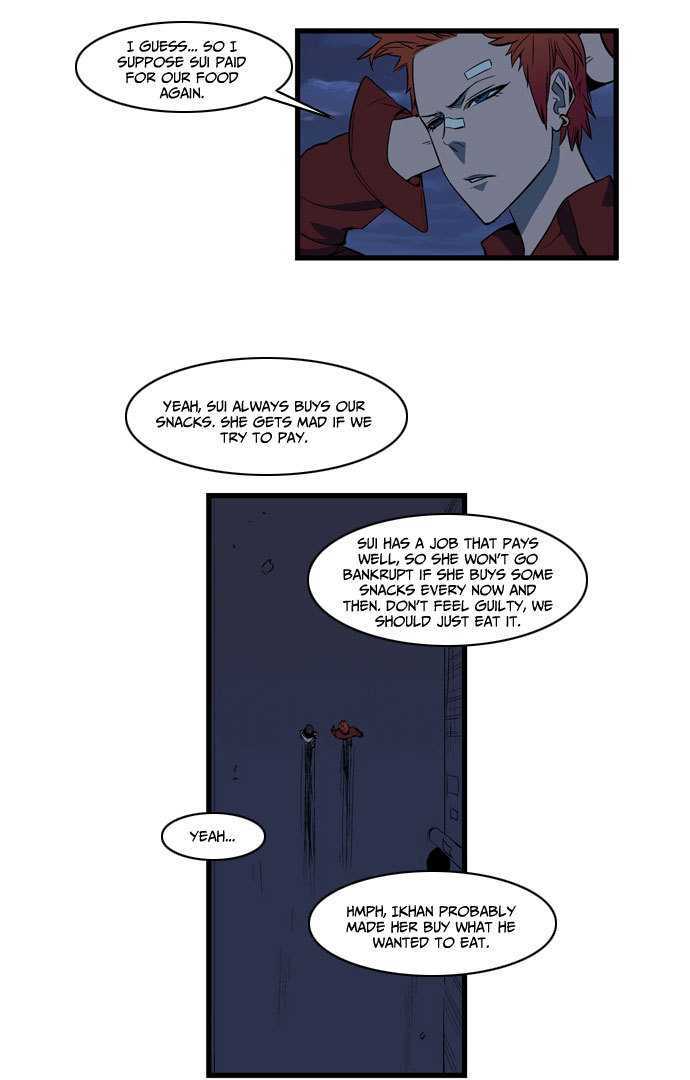 I GUESS... SO I
SUPPOSE SUI PAID
FOR OUR FOOD
AGAIN.
YEAH, SUI ALWAYS BUYS OUR
SNACKS. SHE GETS MAD IF WE
TRY TO PAY.
SUI HAS A JOB THAT PAYS
WELL, SO SHE WON'T GO
BANKRUPT IF SHE BUYS SOME
SNACKS EVERY NOW AND
THEN. DON'T FEEL GUILTY, WE
SHOULD JUST EAT IT.
YEAH...
HMPH, IKHAN PROBABLY
MADE HER BUY WHAT HE
WANTED TO EAT.